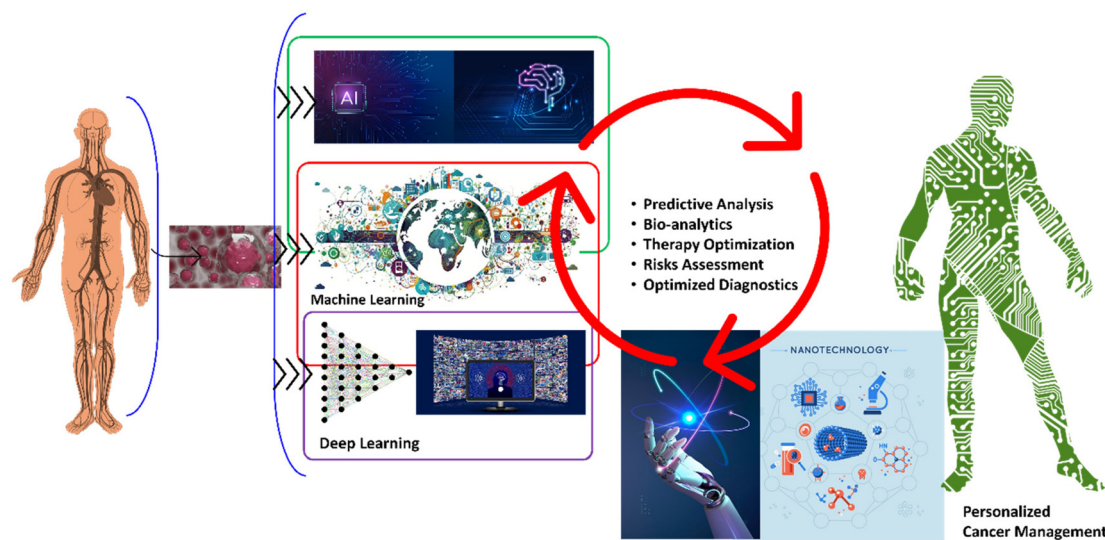 AI
Machine Learning
Deep Learning
• Predictive Analysis
• Bio-analytics
• Therapy Optimization
• Risks Assessment
• Optimized Diagnostics
NANOTECHNOLOGY
HN
O
Personalized
Cancer Management